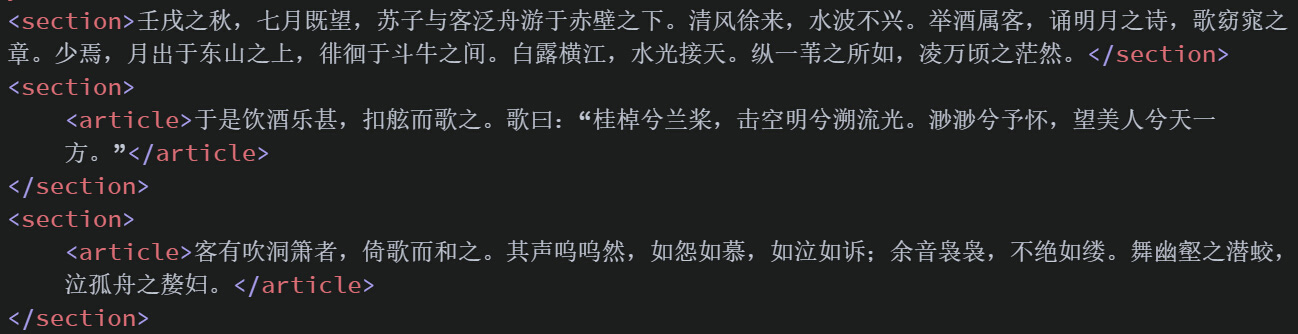 <section>壬戌之秋，七月既望，苏子与客泛舟游于赤壁之下。清风徐来，水波不兴。举酒属客，诵明月之诗，歌窈窕之
章。少焉，月出于东山之上，徘徊于斗牛之间。白露横江，水光接天。纵一苇之所如，凌万顷之茫然。</section>
<section>
<article>于是饮酒乐甚，扣舷而歌之。歌曰：“桂棹兮兰桨，击空明兮溯流光。渺渺兮予怀，望美人兮天一
方。”</article>
</section>
<section>
<article>客有吹洞箫者，倚歌而和之。其声呜呜然，如怨如慕，如泣如诉；余音袅袅，不绝如缕。舞幽壑之潜蛟，
泣孤舟之嫠妇。</article>
</section>